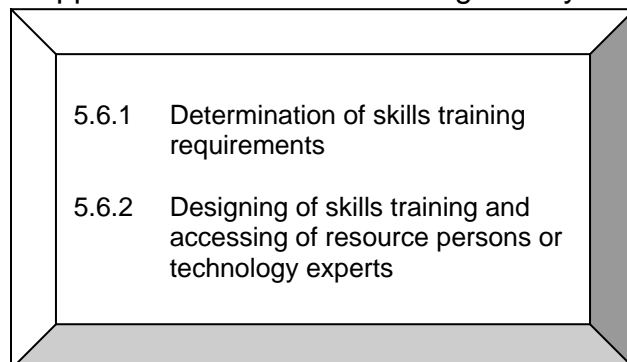 5.6.1 Determination of skills training
requirements
5.6.2 Designing of skills training and
accessing of resource persons or
technology experts